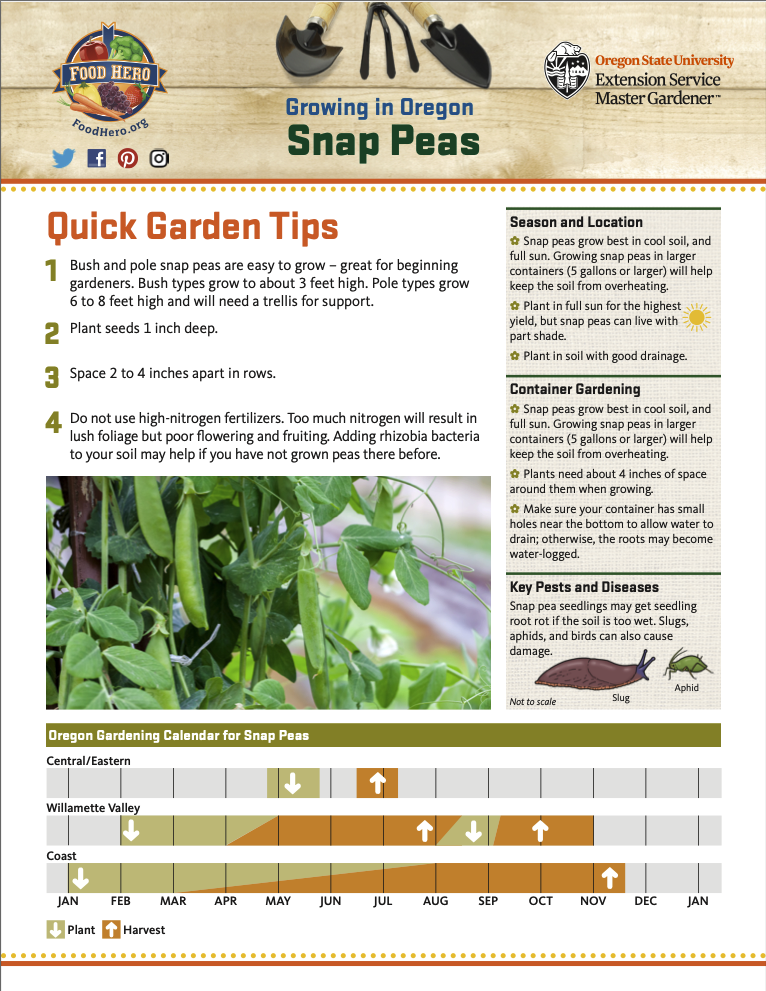 FOOD HERO
FoodHero.org
Growing in Oregon
Snap Peas
Oregon State University
Extension Service
Master Gardener™
Quick Garden Tips
1 Bush and pole snap peas are easy to grow – great for beginning
gardeners. Bush types grow to about 3 feet high. Pole types grow
6 to 8 feet high and will need a trellis for support.
2 Plant seeds 1 inch deep.
3 Space 2 to 4 inches apart in rows.
4 Do not use high-nitrogen fertilizers. Too much nitrogen will result in
lush foliage but poor flowering and fruiting. Adding rhizobia bacteria
to your soil may help if you have not grown peas there before.
Season and Location
Snap peas grow best in cool soil, and
full sun. Growing snap peas in larger
containers (5 gallons or larger) will help
keep the soil from overheating.
Plant in full sun for the highest
yield, but snap peas can live with
part shade.
Plant in soil with good drainage.
Container Gardening
Snap peas grow best in cool soil, and
full sun. Growing snap peas in larger
containers (5 gallons or larger) will help
keep the soil from overheating.
Plants need about 4 inches of space
around them when growing.
Make sure your container has small
holes near the bottom to allow water to
drain; otherwise, the roots may become
water-logged.
Key Pests and Diseases
Snap pea seedlings may get seedling
root rot if the soil is too wet. Slugs,
aphids, and birds can also cause
damage.
Not to scale
Slug
Aphid
Oregon Gardening Calendar for Snap Peas
Central/Eastern
Willamette Valley
Coast
JAN FEB MAR APR MAY JUN JUL AUG SEP OCT NOV DEC JAN
Plant Harvest